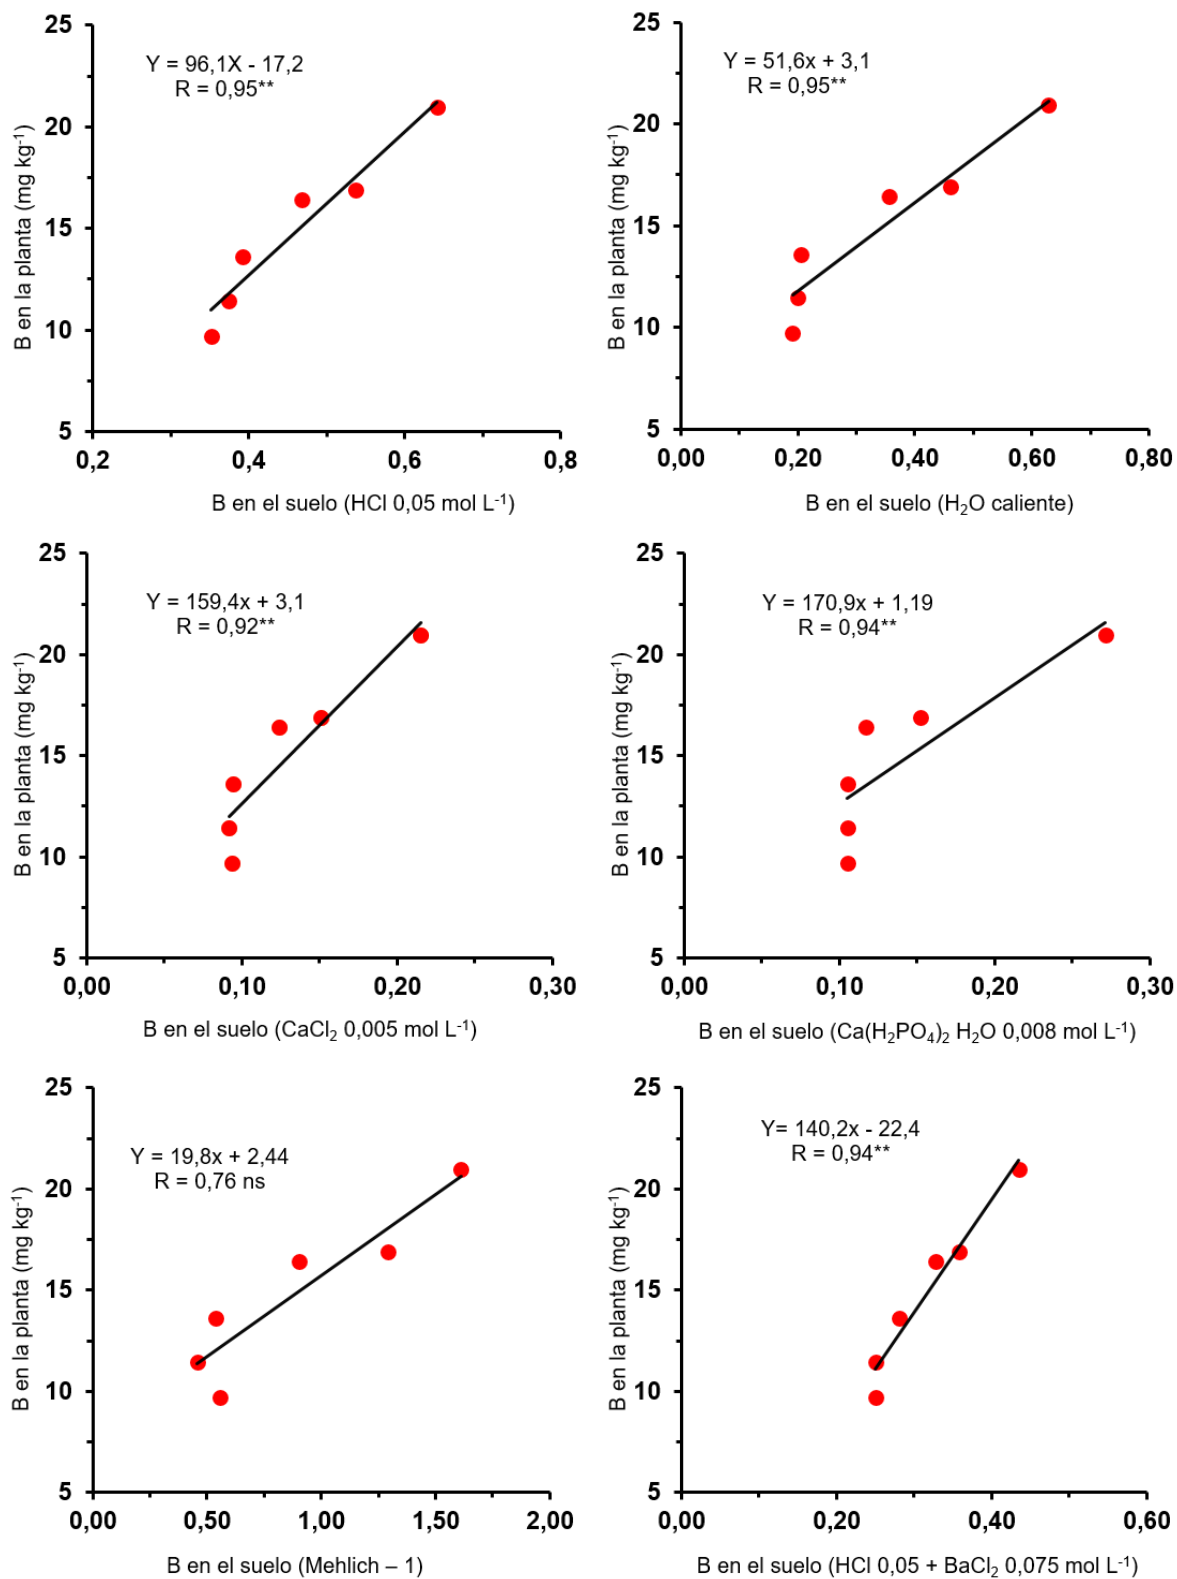 25
20
15
10
5
B en la planta (mg kg⁻¹)
Y = 96,1X - 17,2
R = 0,95**
0,2 0,4 0,6 0,8
B en el suelo (HCl 0,05 mol L⁻¹)
25
20
15
10
5
B en la planta (mg kg⁻¹)
Y = 51,6x + 3,1
R = 0,95**
0,00 0,20 0,40 0,60 0,80
B en el suelo (H₂O caliente)
25
20
15
10
5
B en la planta (mg kg⁻¹)
Y = 159,4x + 3,1
R = 0,92**
0,00 0,10 0,20 0,30
B en el suelo (CaCl₂ 0,005 mol L⁻¹)
25
20
15
10
5
B en la planta (mg kg⁻¹)
Y = 170,9x + 1,19
R = 0,94**
0,00 0,10 0,20 0,30
B en el suelo (Ca(H₂PO₄)₂ H₂O 0,008 mol L⁻¹)
25
20
15
10
5
B en la planta (mg kg⁻¹)
Y = 19,8x + 2,44
R = 0,76 ns
0,00 0,50 1,00 1,50 2,00
B en el suelo (Mehlich – 1)
25
20
15
10
5
B en la planta (mg kg⁻¹)
Y= 140,2x - 22,4
R = 0,94**
0,00 0,20 0,40 0,60
B en el suelo (HCl 0,05 + BaCl₂ 0,075 mol L⁻¹)